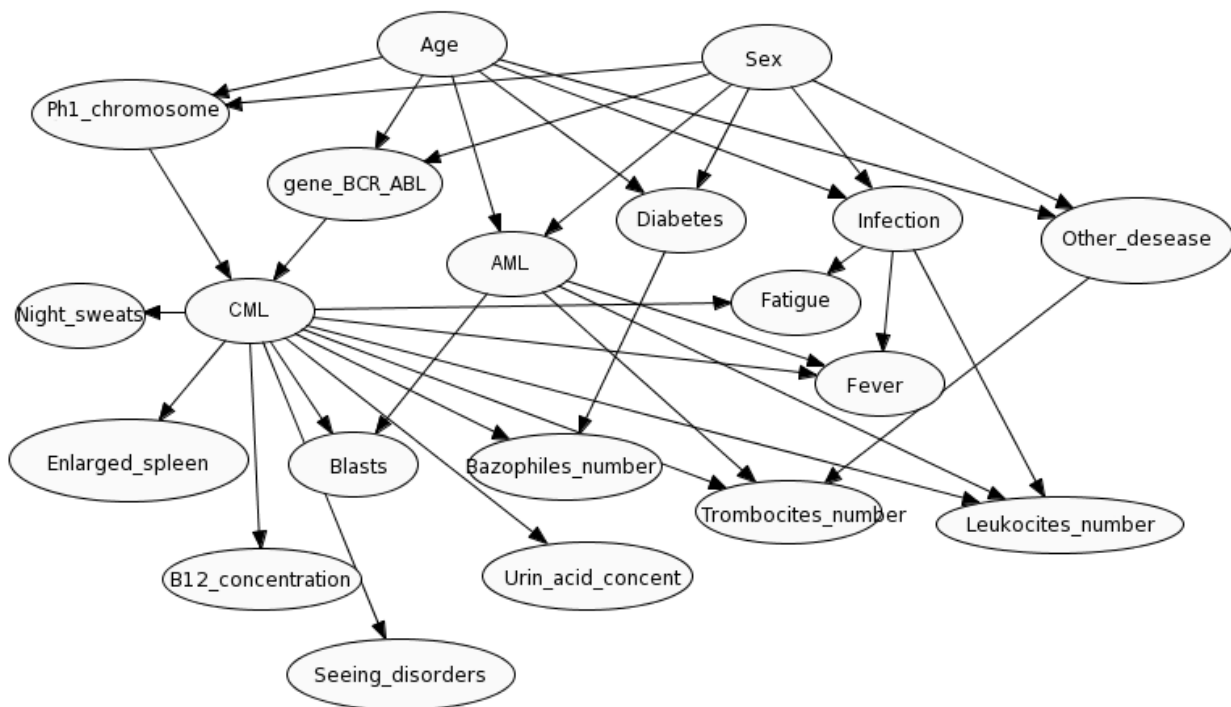 Age
Sex
Ph1_chromosome
gene_BCR_ABL
Diabetes
Infection
Other_desease
AML
Night_sweats
CML
Fatigue
Fever
Enlarged_spleen
Blasts
Bazophiles_number
Trombocites_number
Leukocites_number
B12_concentration
Urin_acid_concent
Seeing_disorders